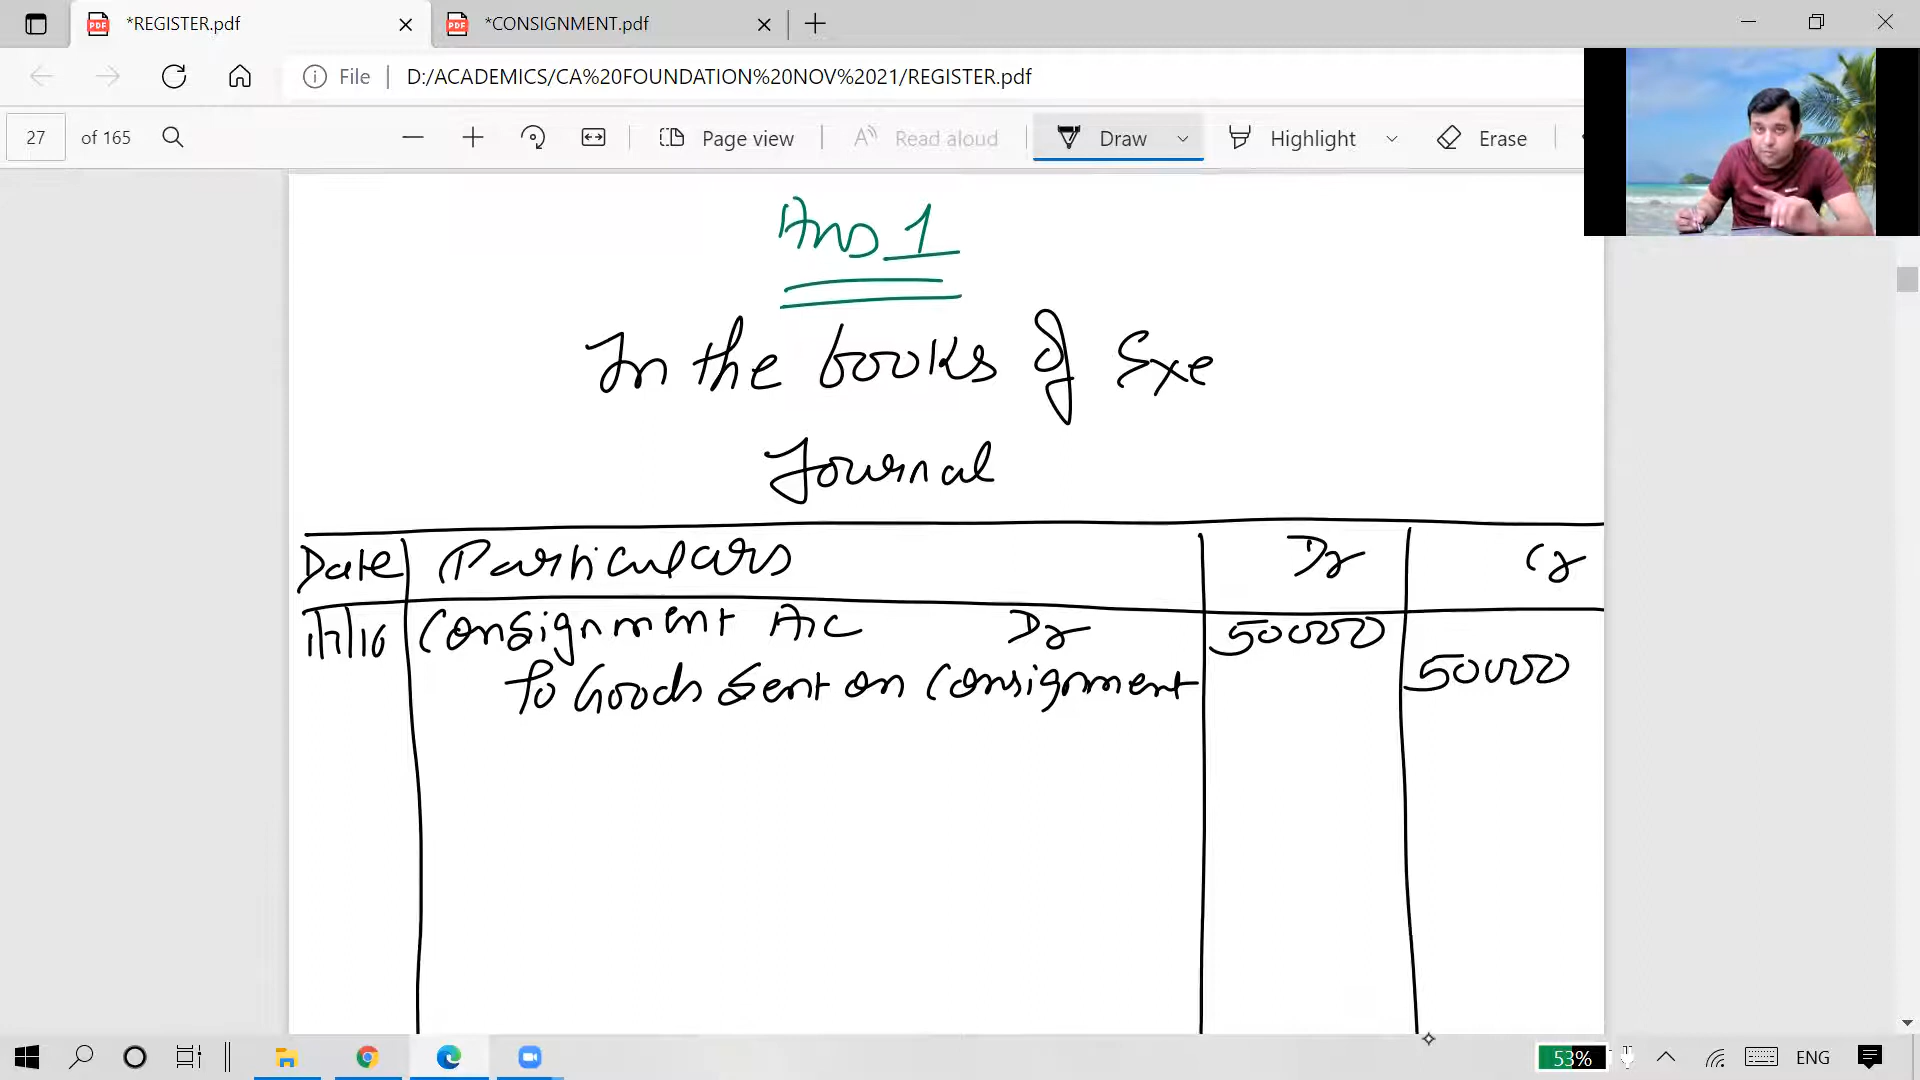 *REGISTER.pdf
*CONSIGNMENT.pdf
File
D:/ACADEMICS/CA%20FOUNDATION%20NOV%2021/REGISTER.pdf
27 of 165
Page view
Read aloud
Draw
Highlight
Erase
Ans 1
In the books of Sxe
Journal
Date Particulars Dr Cr
1/7/16 Consignment A/c Dr 50000
To Goods Sent on Consignment 50000
53%
ENG